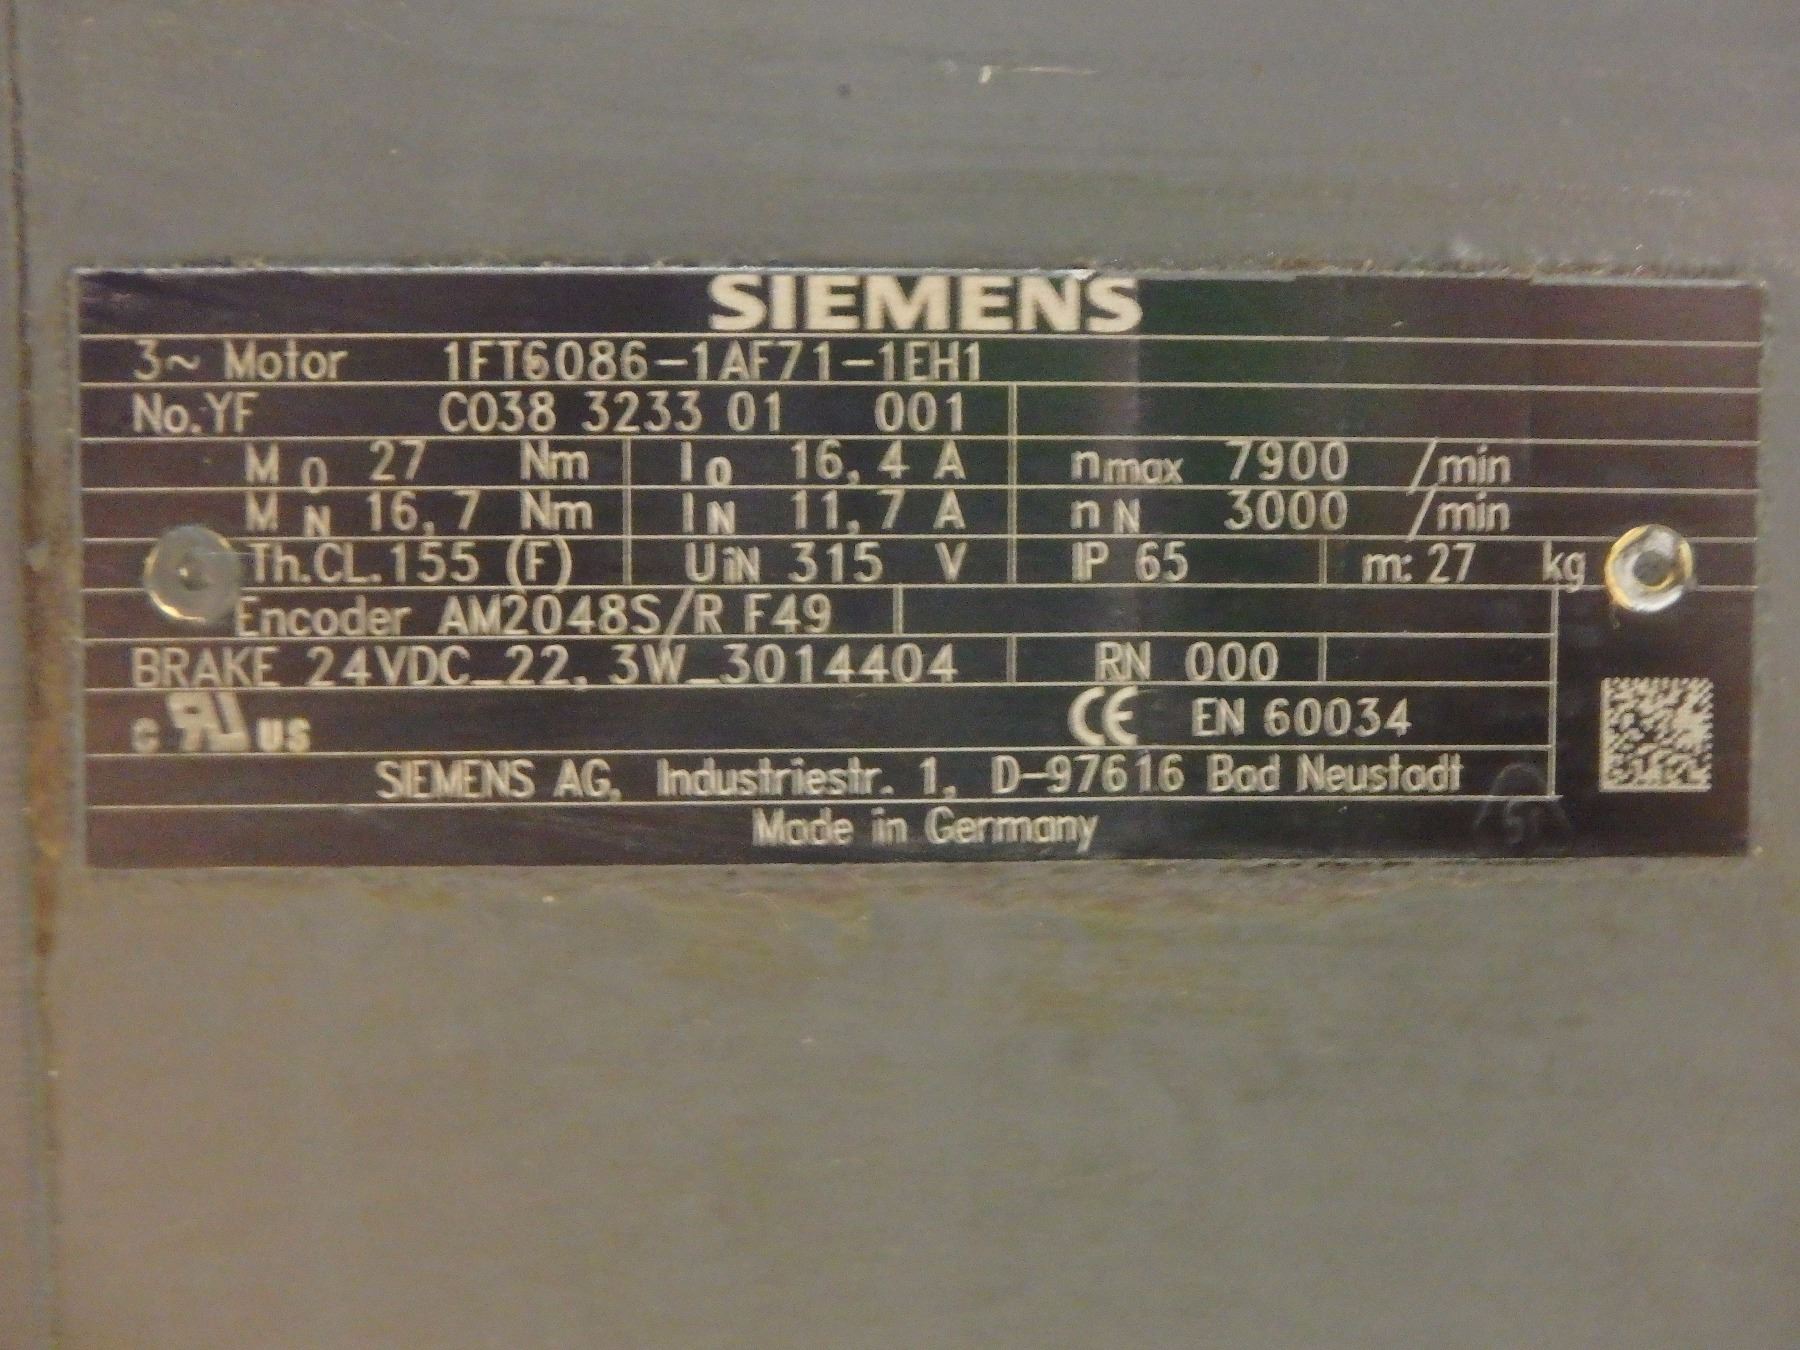 SIEMENS
3~ Motor 1FT6086-1AF71-1EH1
No. YF C038 3233 01 001
M0 27 Nm I0 16,4 A nmax 7900 /min
MN 16,7 Nm IN 11,7 A nN 3000 /min
Th.CL.155 (F) UiN 315 V IP 65 m: 27 kg
Encoder AM2048S/R F49
BRAKE 24VDC_22,3W_3014404 RN 000
c RU us CE EN 60034
SIEMENS AG, Industriestr. 1, D-97616 Bad Neustadt
Made in Germany